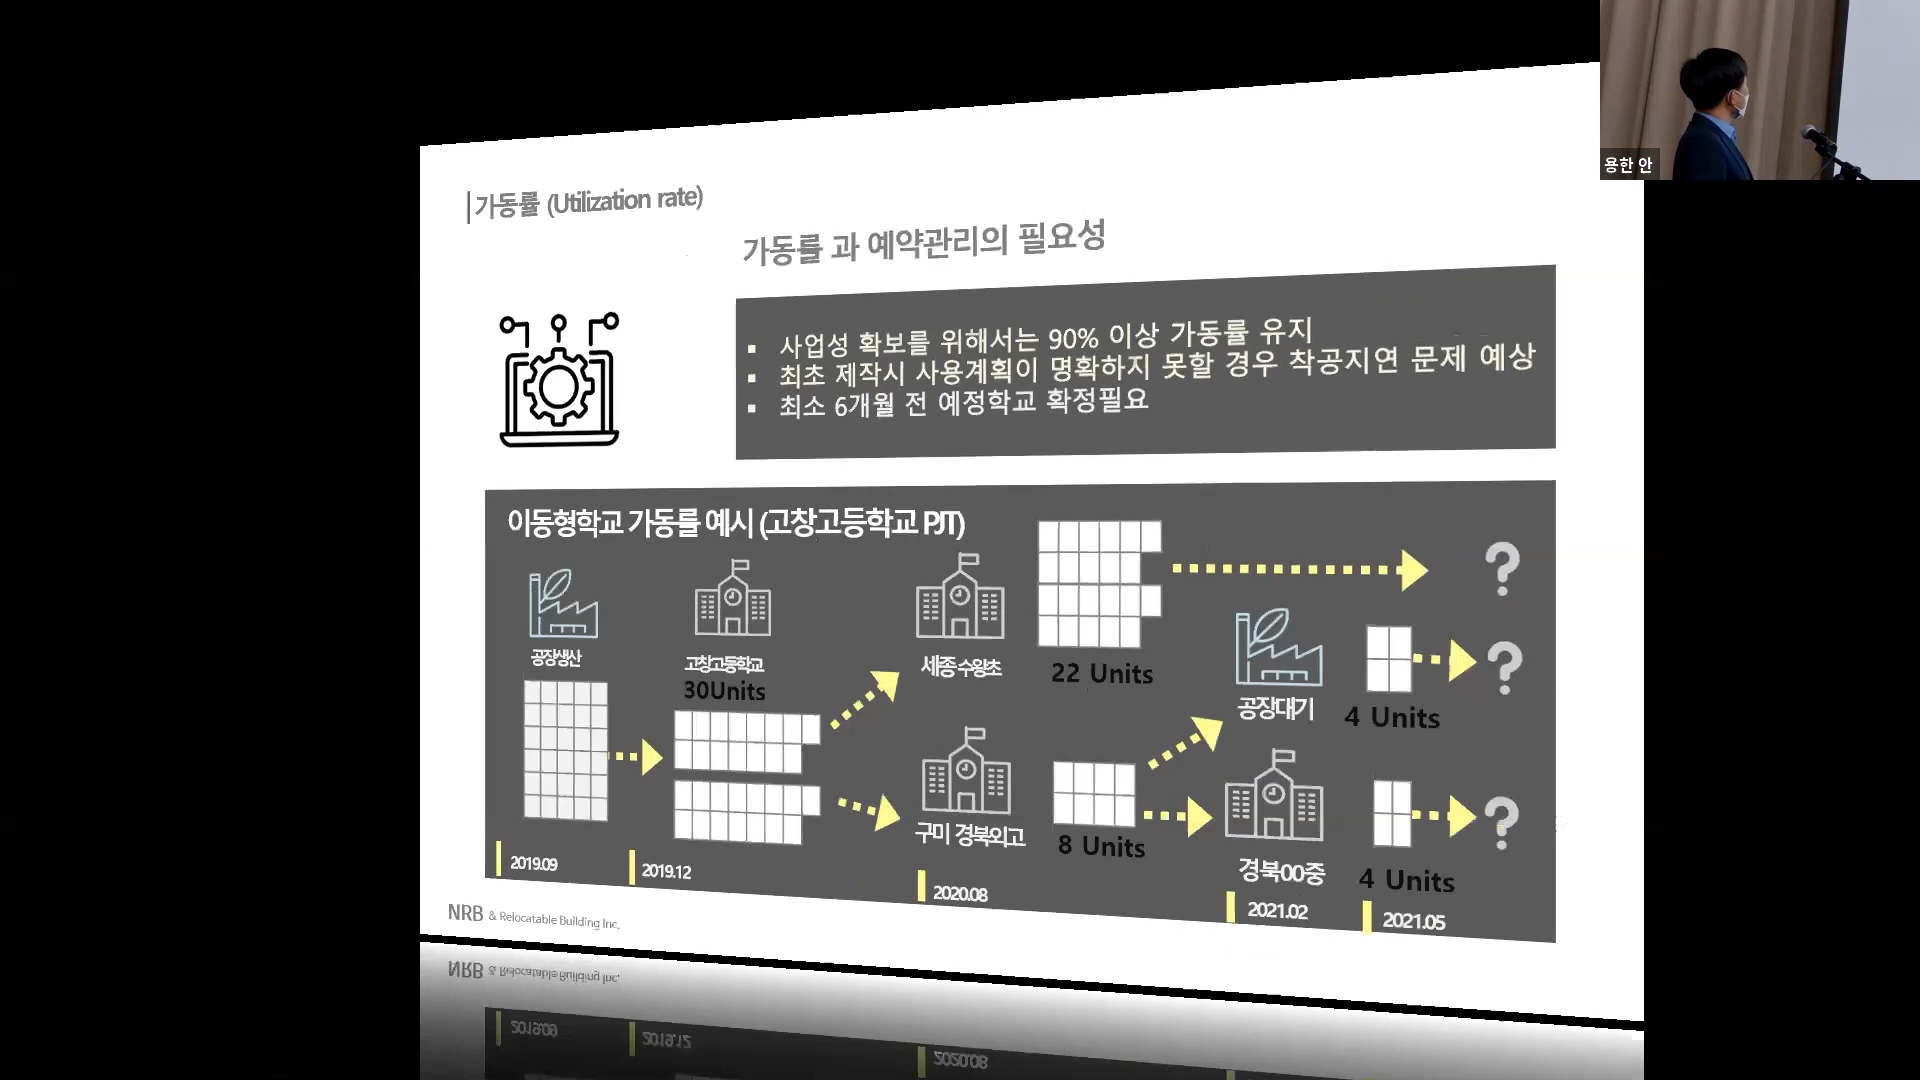 용한 안
가동률 (Utilization rate)
가동률 과 예약관리의 필요성
▪ 사업성 확보를 위해서는 90% 이상 가동률 유지
▪ 최초 제작시 사용계획이 명확하지 못할 경우 착공지연 문제 예상
▪ 최소 6개월 전 예정학교 확정필요
이동형학교 가동률 예시 (고창고등학교 PJT)
공장생산
고창고등학교
30Units
세종 수왕초
22 Units
?
공장대기
4 Units
?
구미 경북외고
8 Units
경북00중
4 Units
?
2019.09
2019.12
2020.08
2021.02
2021.05
NRB & Relocatable Building Inc,